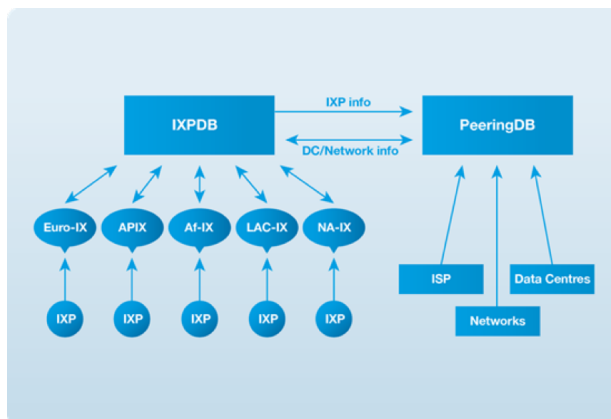 IXP info
IXPDB
PeeringDB
DC/Network info
Euro-IX
APIX
Af-IX
LAC-IX
NA-IX
ISP
Data Centres
IXP
IXP
IXP
IXP
IXP
Networks